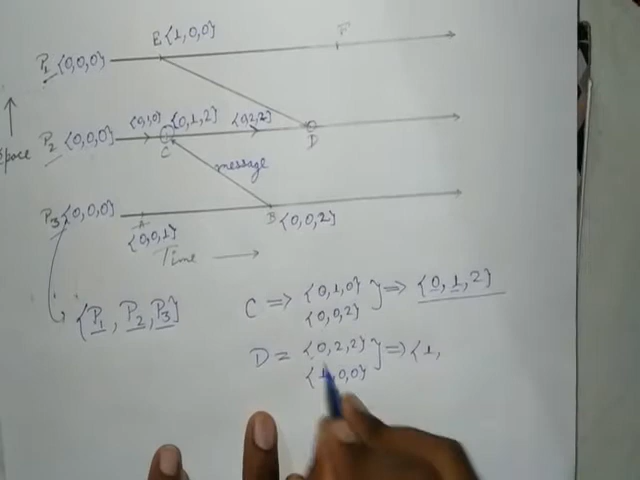 E {1,0,0}
F
P1 {0,0,0}
{0,1,0} {0,1,2} {0,2,2}
Space P2 {0,0,0}
C D
message
P3 {0,0,0}
A B {0,0,2}
{0,0,1}
Time
{P1, P2, P3}
C => {0,1,0} } => {0,1,2}
{0,0,2}
D = {0,2,2} } => {1,
{1,0,0}